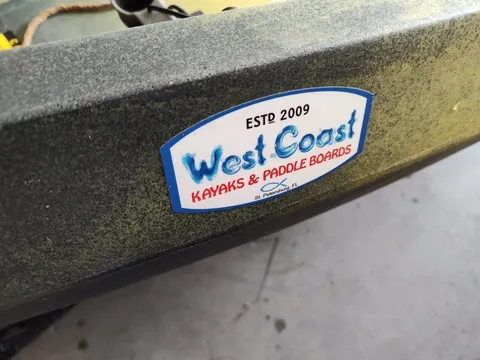 ESTD 2009
West Coast
KAYAKS & PADDLE BOARDS
St. Petersburg, FL